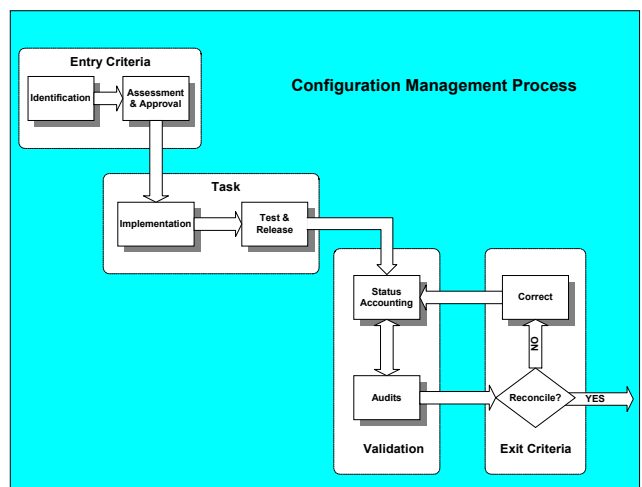 Entry Criteria
Configuration Management Process
Identification
Assessment
& Approval
Task
Implementation
Test &
Release
Status
Accounting
Correct
NO
Audits
Reconcile?
YES
Validation
Exit Criteria